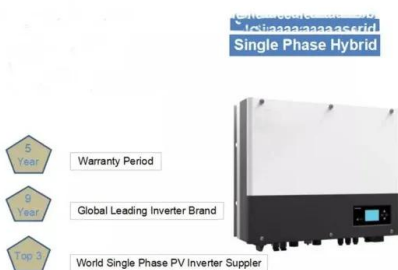 Single Phase Hybrid
5
Year
Warranty Period
9
Year
Global Leading Inverter Brand
Top 3
World Single Phase PV Inverter Suppler